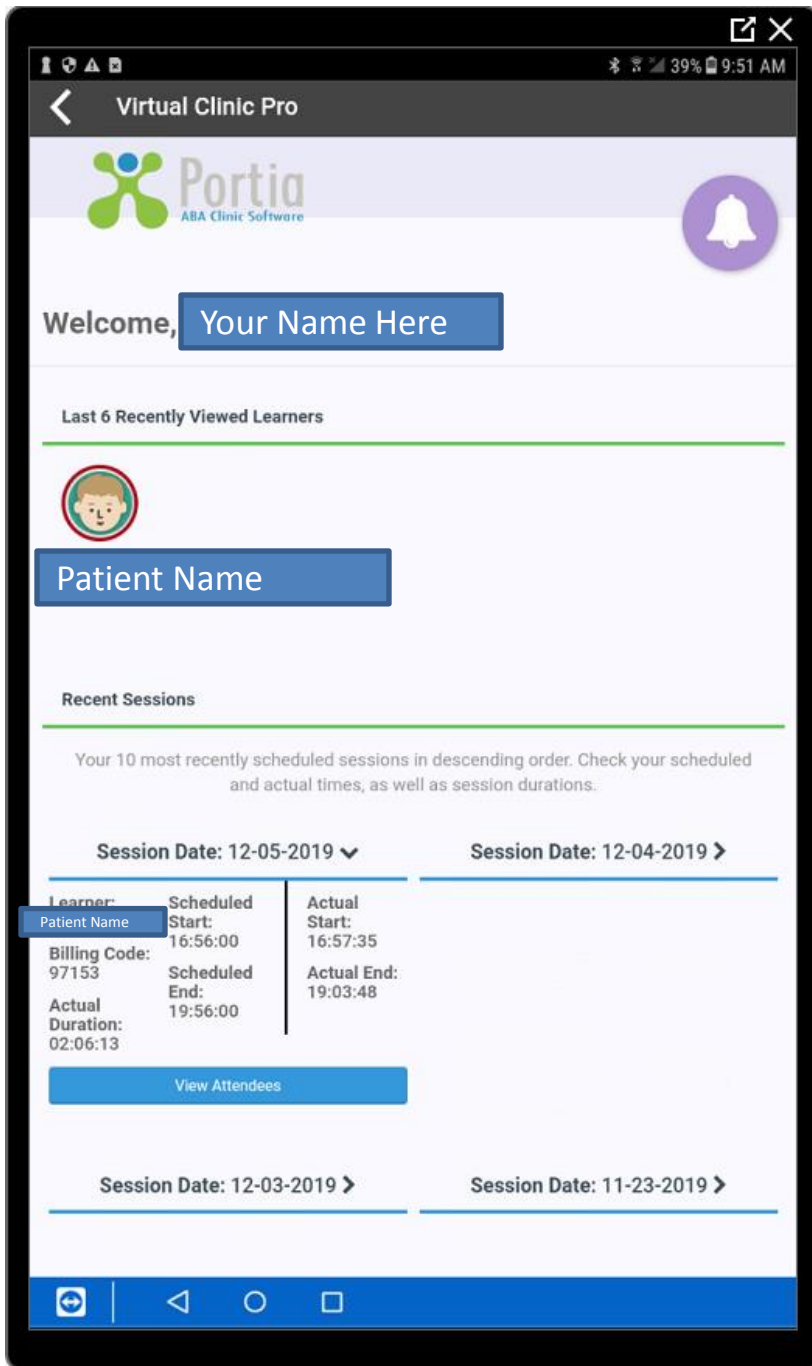 39% 9:51 AM
Virtual Clinic Pro
Portia
ABA Clinic Software
Welcome, Your Name Here
Last 6 Recently Viewed Learners
Patient Name
Recent Sessions
Your 10 most recently scheduled sessions in descending order. Check your scheduled
and actual times, as well as session durations.
Session Date: 12-05-2019
Learner:
Patient Name
Billing Code:
97153
Actual
Duration:
02:06:13
Scheduled
Start:
16:56:00
Scheduled
End:
19:56:00
Actual
Start:
16:57:35
Actual End:
19:03:48
View Attendees
Session Date: 12-04-2019
Session Date: 12-03-2019
Session Date: 11-23-2019